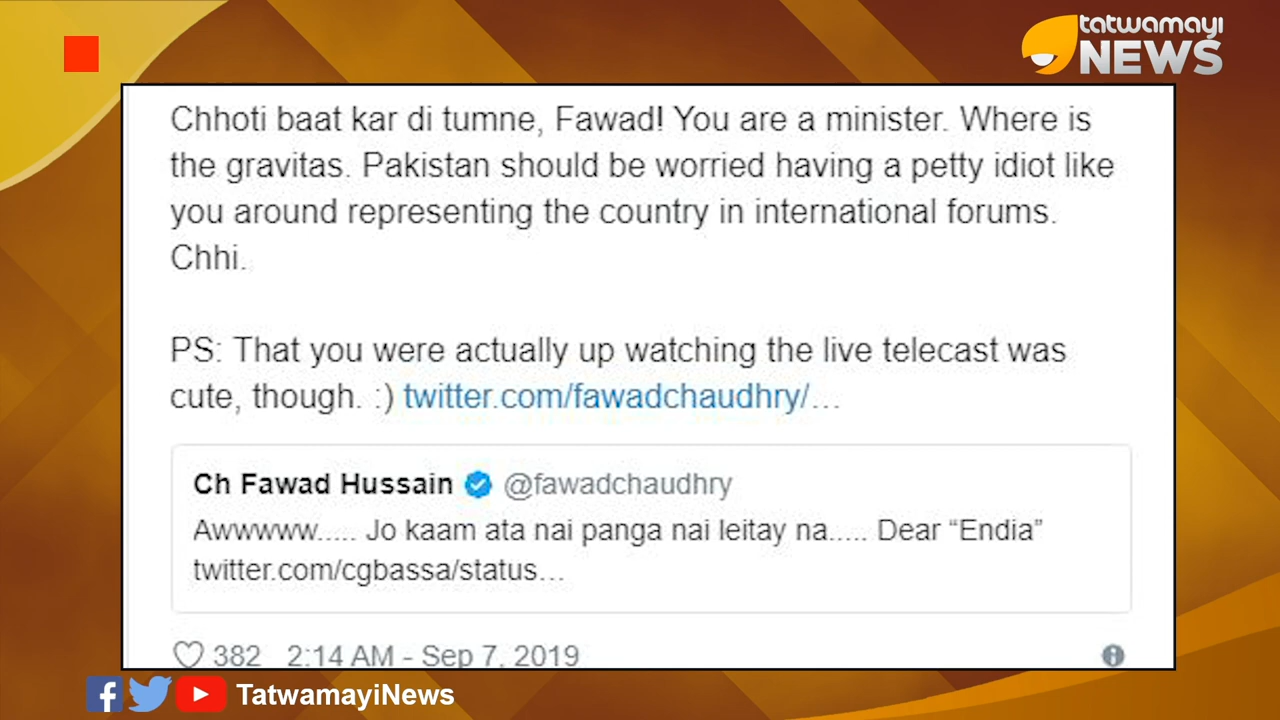 tatwamayi
NEWS
Chhoti baat kar di tumne, Fawad! You are a minister. Where is
the gravitas. Pakistan should be worried having a petty idiot like
you around representing the country in international forums.
Chhi.
PS: That you were actually up watching the live telecast was
cute, though. :) twitter.com/fawadchaudhry/…
Ch Fawad Hussain @fawadchaudhry
Awwwww..... Jo kaam ata nai panga nai leitay na..... Dear “Endia”
twitter.com/cgbassa/status…
382 2:14 AM - Sep 7, 2019
TatwamayiNews